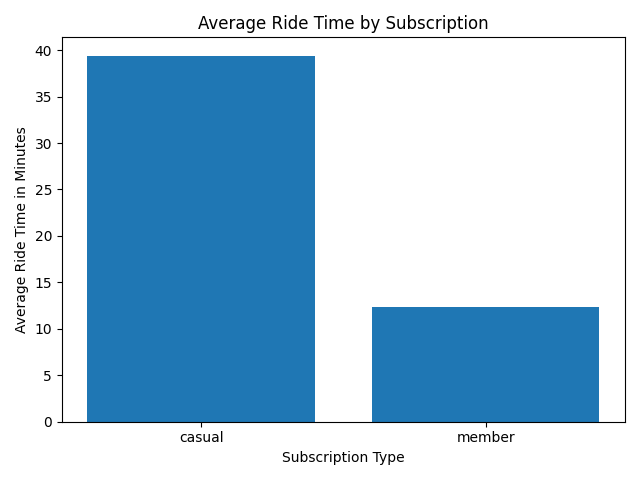 Average Ride Time by Subscription
Average Ride Time in Minutes
40
35
30
25
20
15
10
5
0
casual
member
Subscription Type